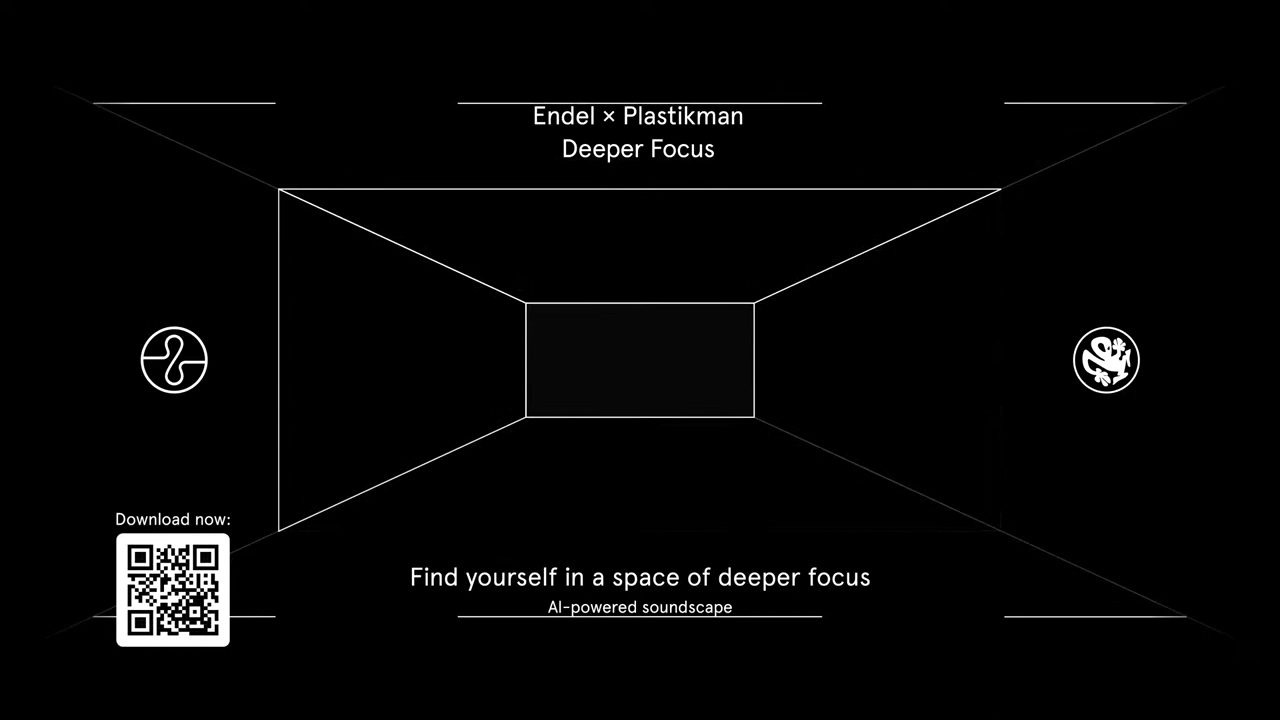 Endel × Plastikman
Deeper Focus
Download now:
Find yourself in a space of deeper focus
AI-powered soundscape